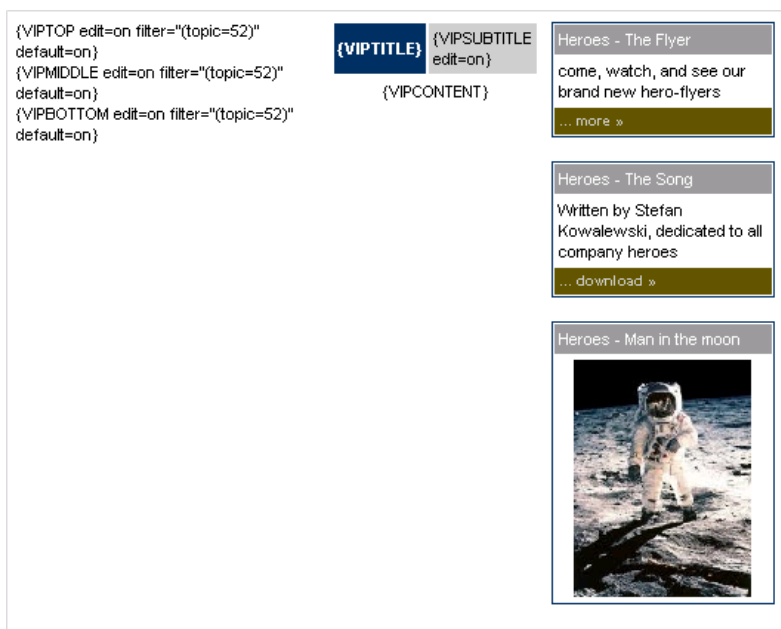 {VIPTOP edit=on filter="(topic=52)"
default=on}
{VIPMIDDLE edit=on filter="(topic=52)"
default=on}
{VIPBOTTOM edit=on filter="(topic=52)"
default=on}
{VIPTITLE}
{VIPSUBTITLE
edit=on}
{VIPCONTENT}
Heroes - The Flyer
come, watch, and see our
brand new hero-flyers
... more »
Heroes - The Song
Written by Stefan
Kowalewski, dedicated to all
company heroes
... download »
Heroes - Man in the moon